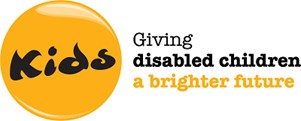 Kids
Giving
disabled children
a brighter future